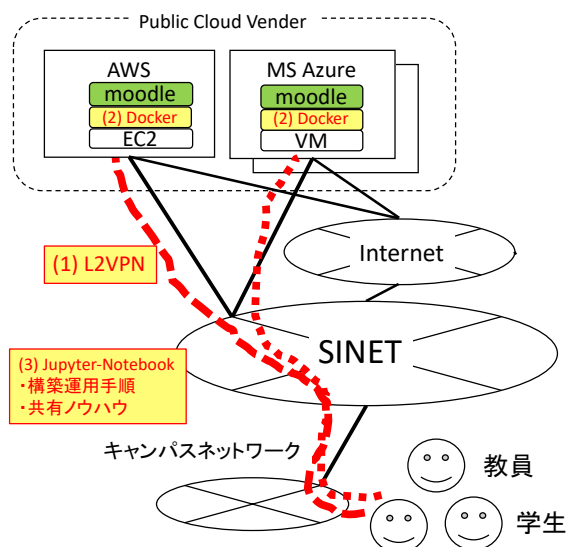 Public Cloud Vender
AWS
moodle
(2) Docker
EC2
MS Azure
moodle
(2) Docker
VM
(1) L2VPN
Internet
SINET
(3) Jupyter-Notebook
・構築運用手順
・共有ノウハウ
キャンパスネットワーク
教員
学生